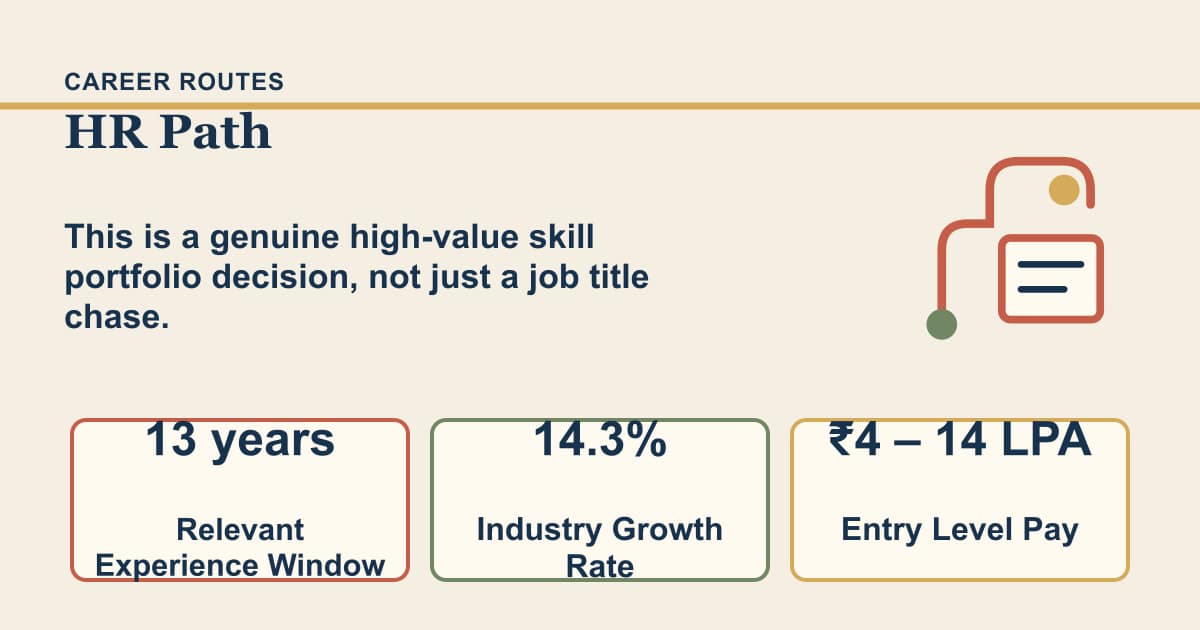 CAREER ROUTES
HR Path
This is a genuine high-value skill
portfolio decision, not just a job title
chase.
13 years
Relevant
Experience Window
14.3%
Industry Growth
Rate
₹4 – 14 LPA
Entry Level Pay